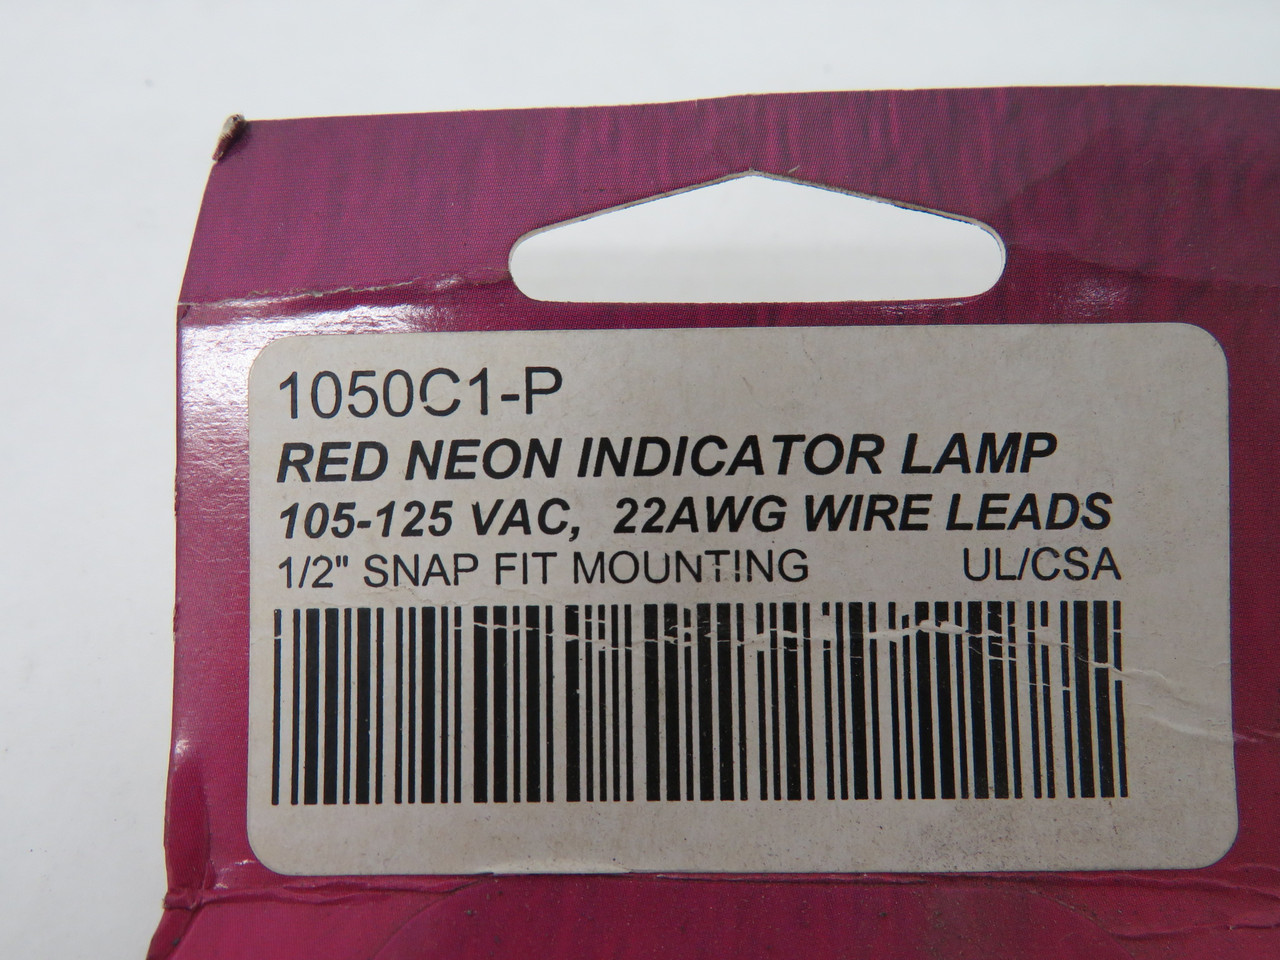 1050C1-P
RED NEON INDICATOR LAMP
105-125 VAC, 22AWG WIRE LEADS
1/2" SNAP FIT MOUNTING UL/CSA